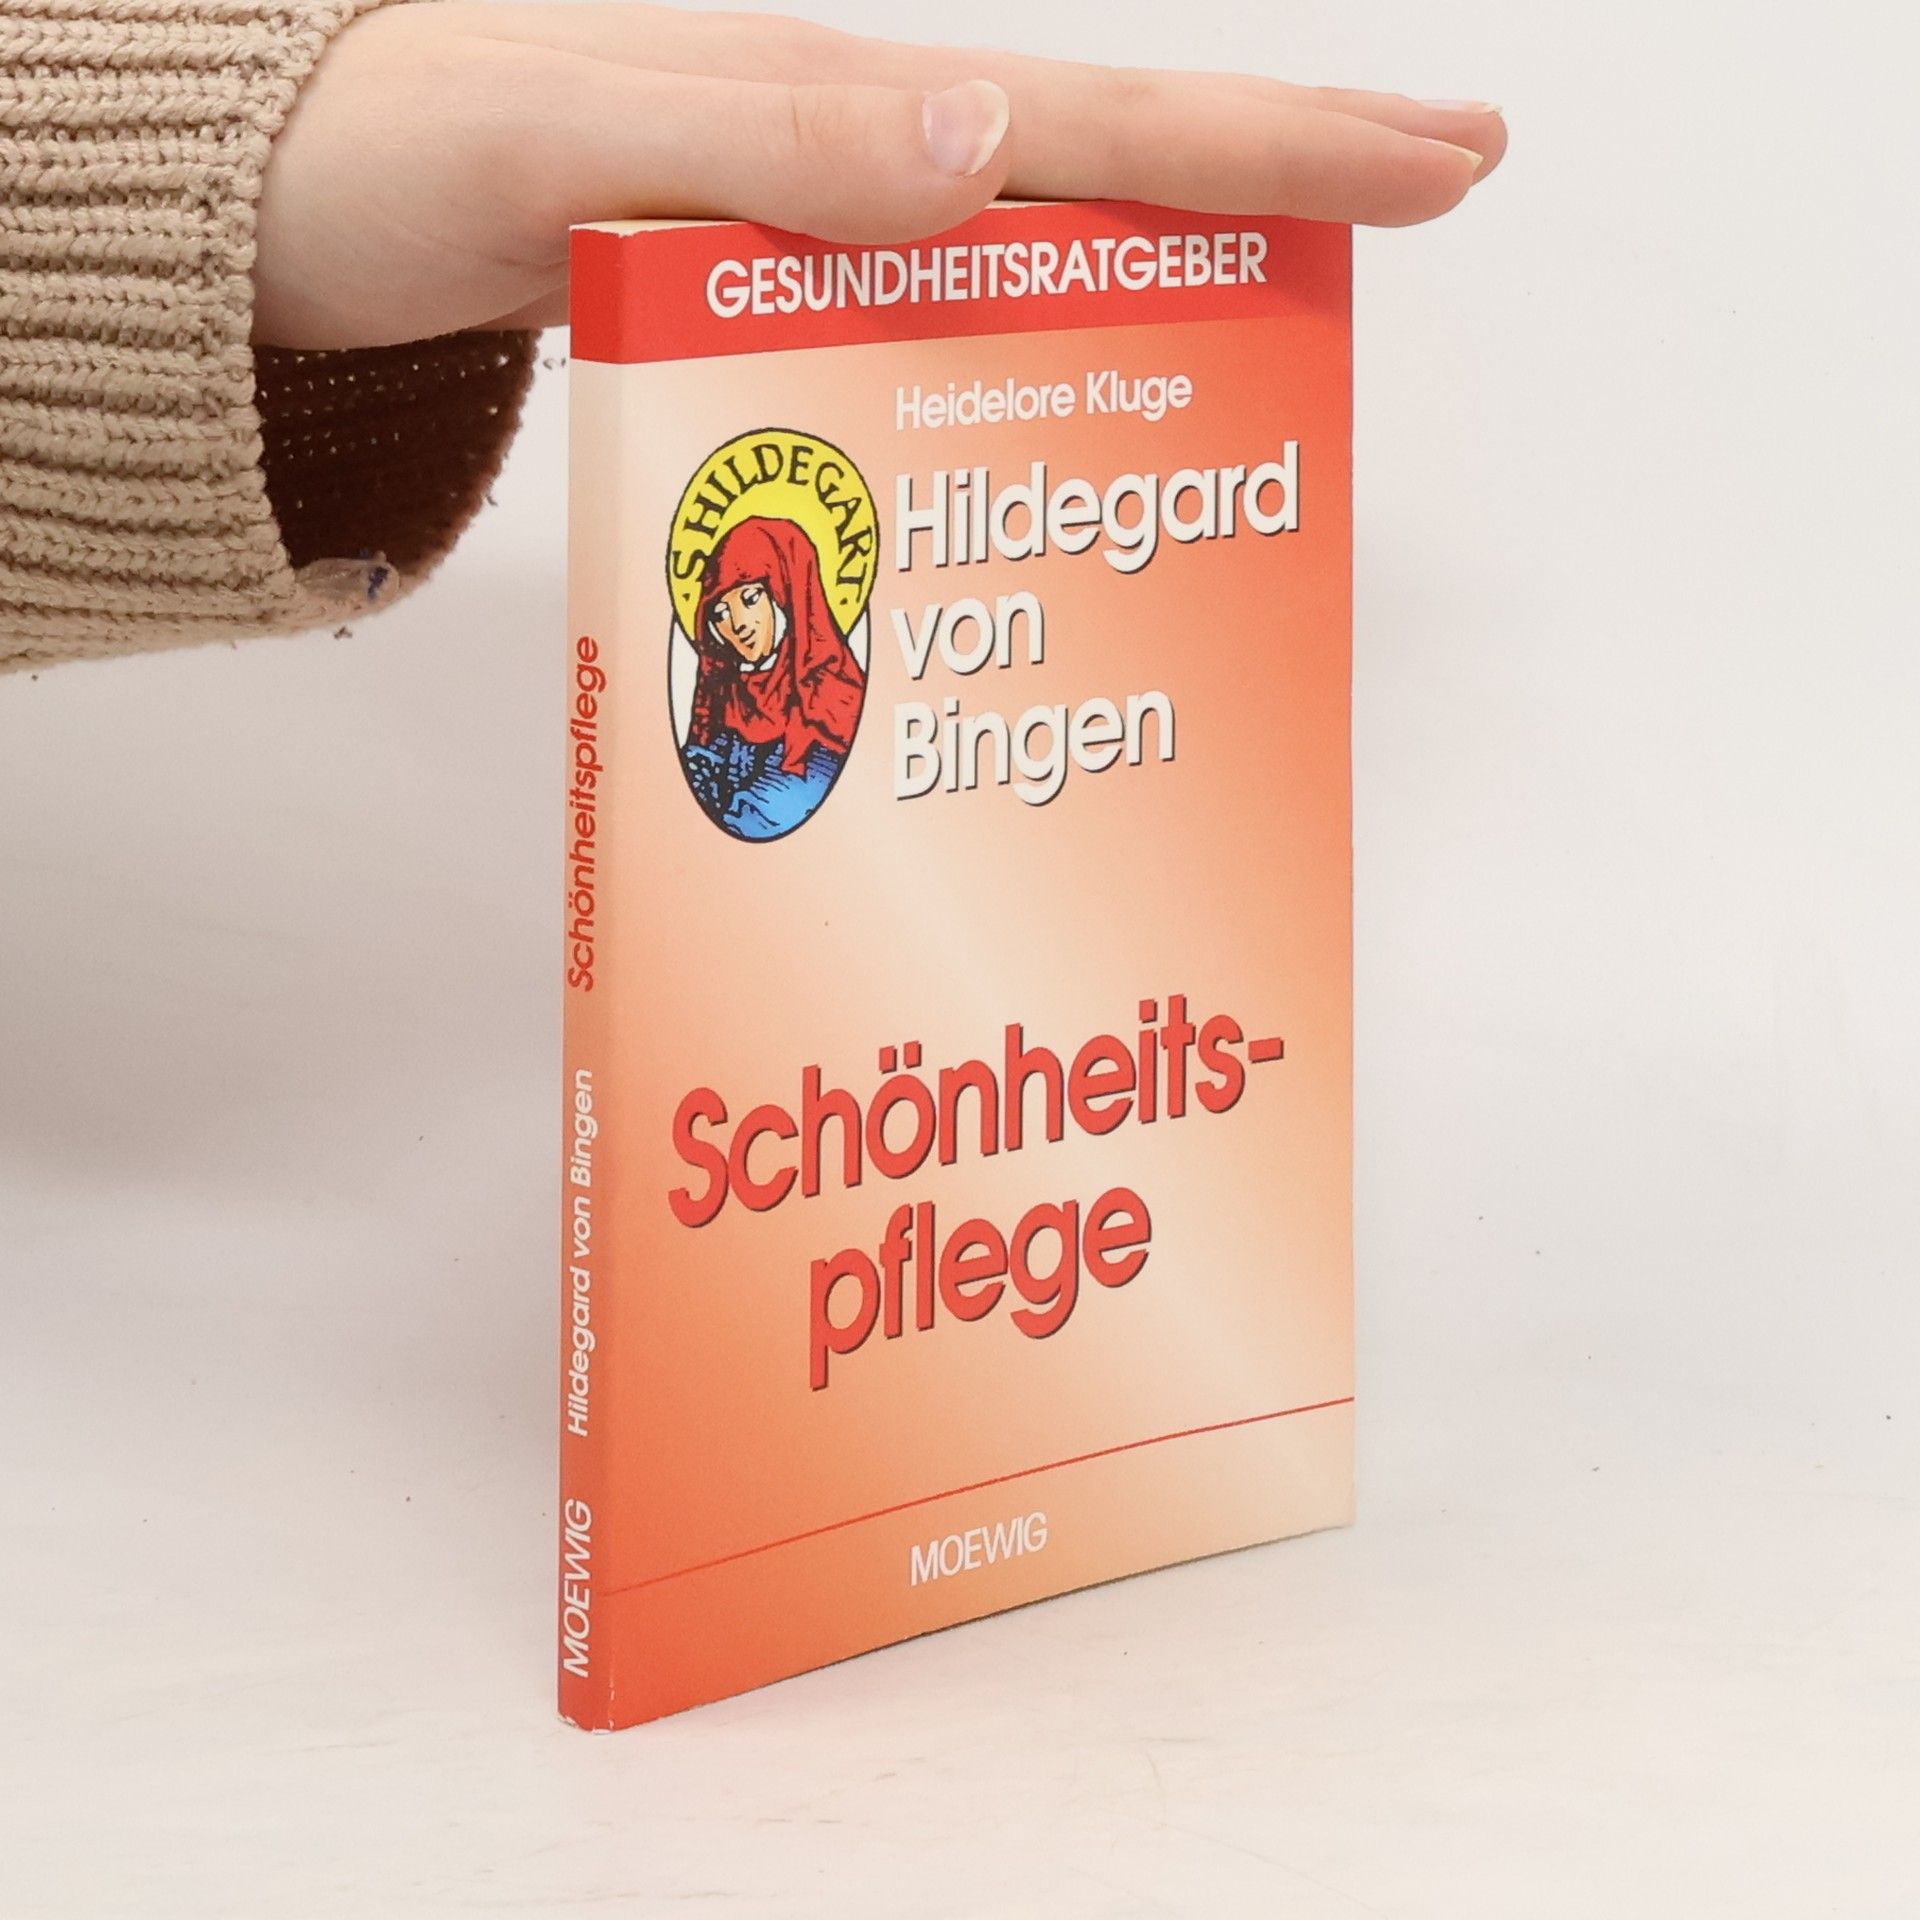 GESUNDHEITSRATGEBER
Heidelore Kluge
Hildegard
von
Bingen
·S HILDEGART·
Schönheits-
pflege
MOEWIG
MOEWIG Hildegard von Bingen Schönheitspflege